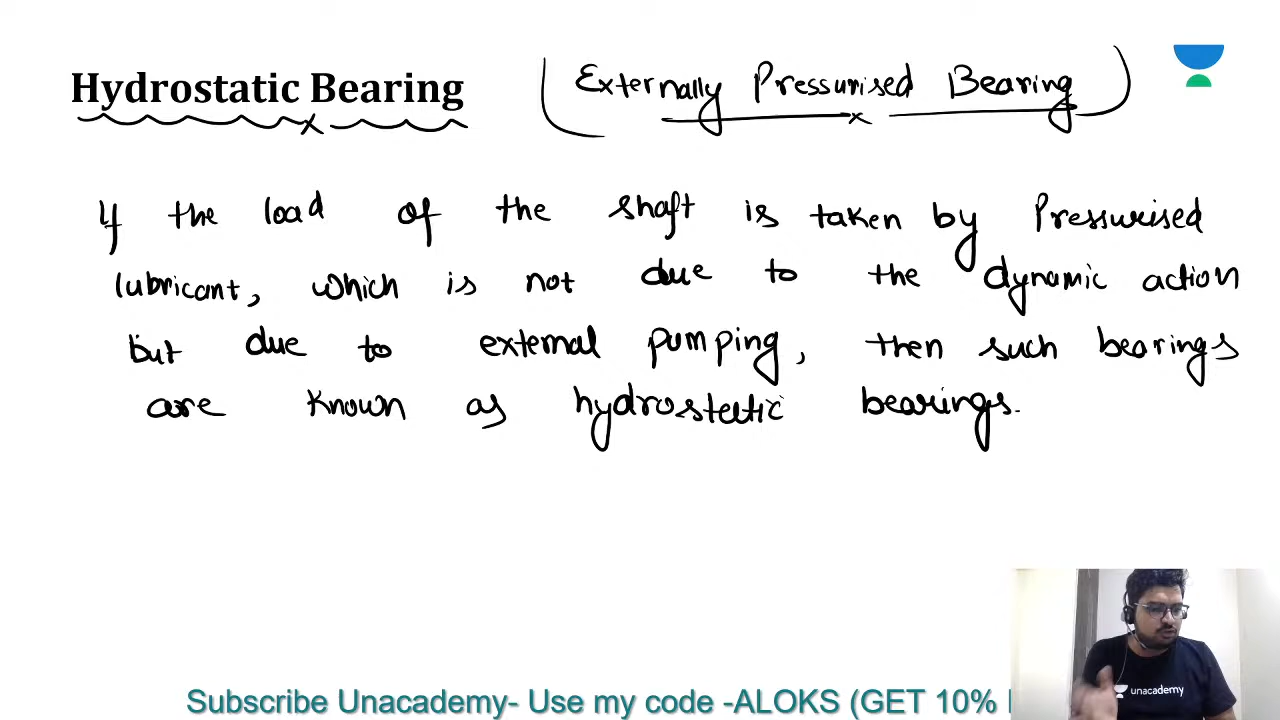 Hydrostatic Bearing (Externally Pressurised Bearing)
If the load of the shaft is taken by Pressurised
lubricant, which is not due to the dynamic action
but due to external pumping, then such bearings
are known as hydrostatic bearings.
unacademy
Subscribe Unacademy- Use my code -ALOKS (GET 10%